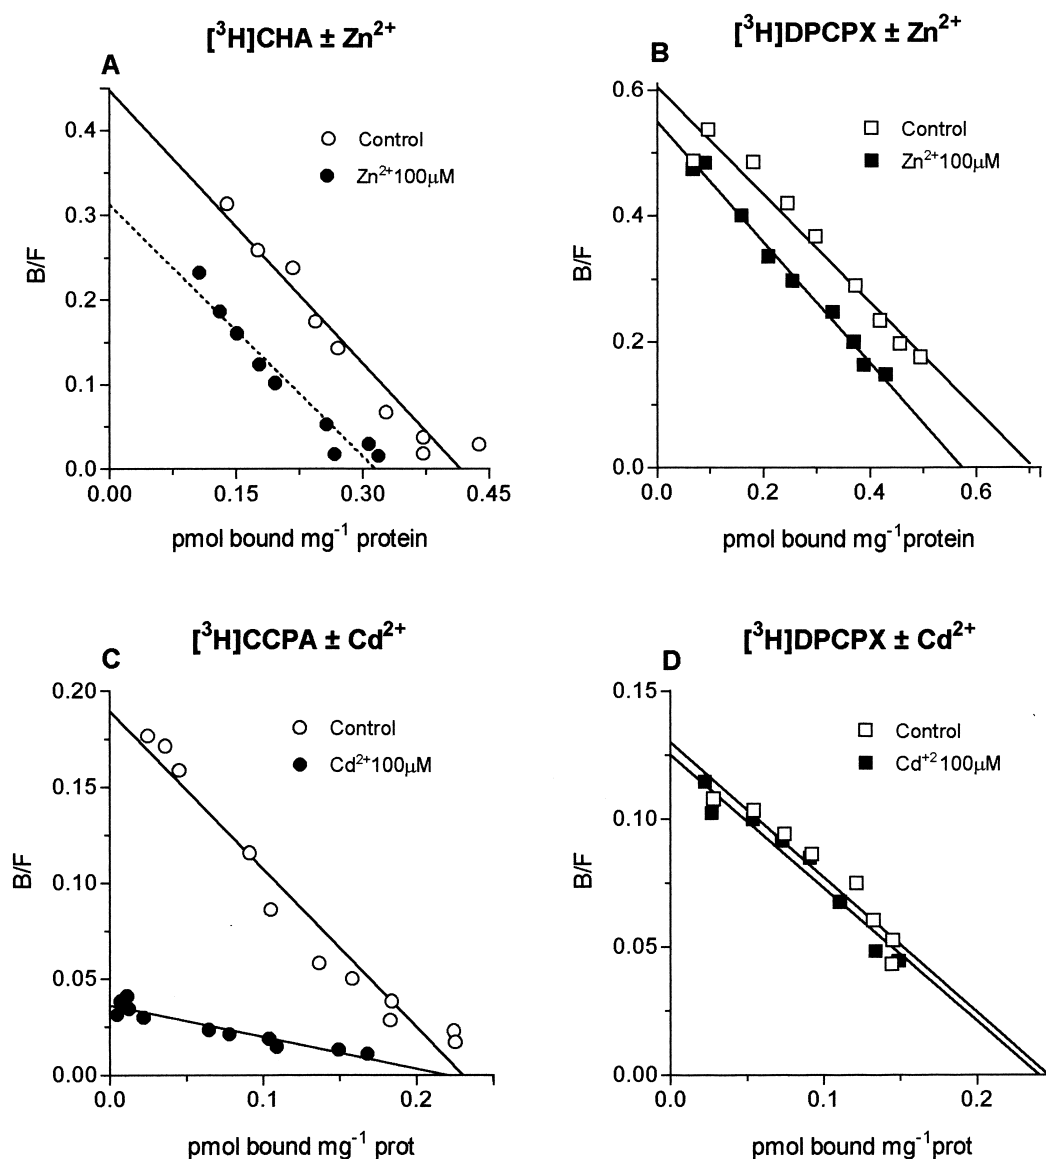 [³H]CHA ± Zn²⁺
A
Control
Zn²⁺100μM
0.4
0.3
0.2
0.1
0.0
B/F
0.00 0.15 0.30 0.45
pmol bound mg⁻¹ protein
[³H]DPCPX ± Zn²⁺
B
Control
Zn²⁺100μM
0.6
0.4
0.2
0.0
B/F
0.0 0.2 0.4 0.6
pmol bound mg⁻¹protein
[³H]CCPA ± Cd²⁺
C
Control
Cd²⁺100μM
0.20
0.15
0.10
0.05
0.00
B/F
0.0 0.1 0.2
pmol bound mg⁻¹ prot
[³H]DPCPX ± Cd²⁺
D
Control
Cd⁺²100μM
0.15
0.10
0.05
0.00
B/F
0.0 0.1 0.2
pmol bound mg⁻¹prot